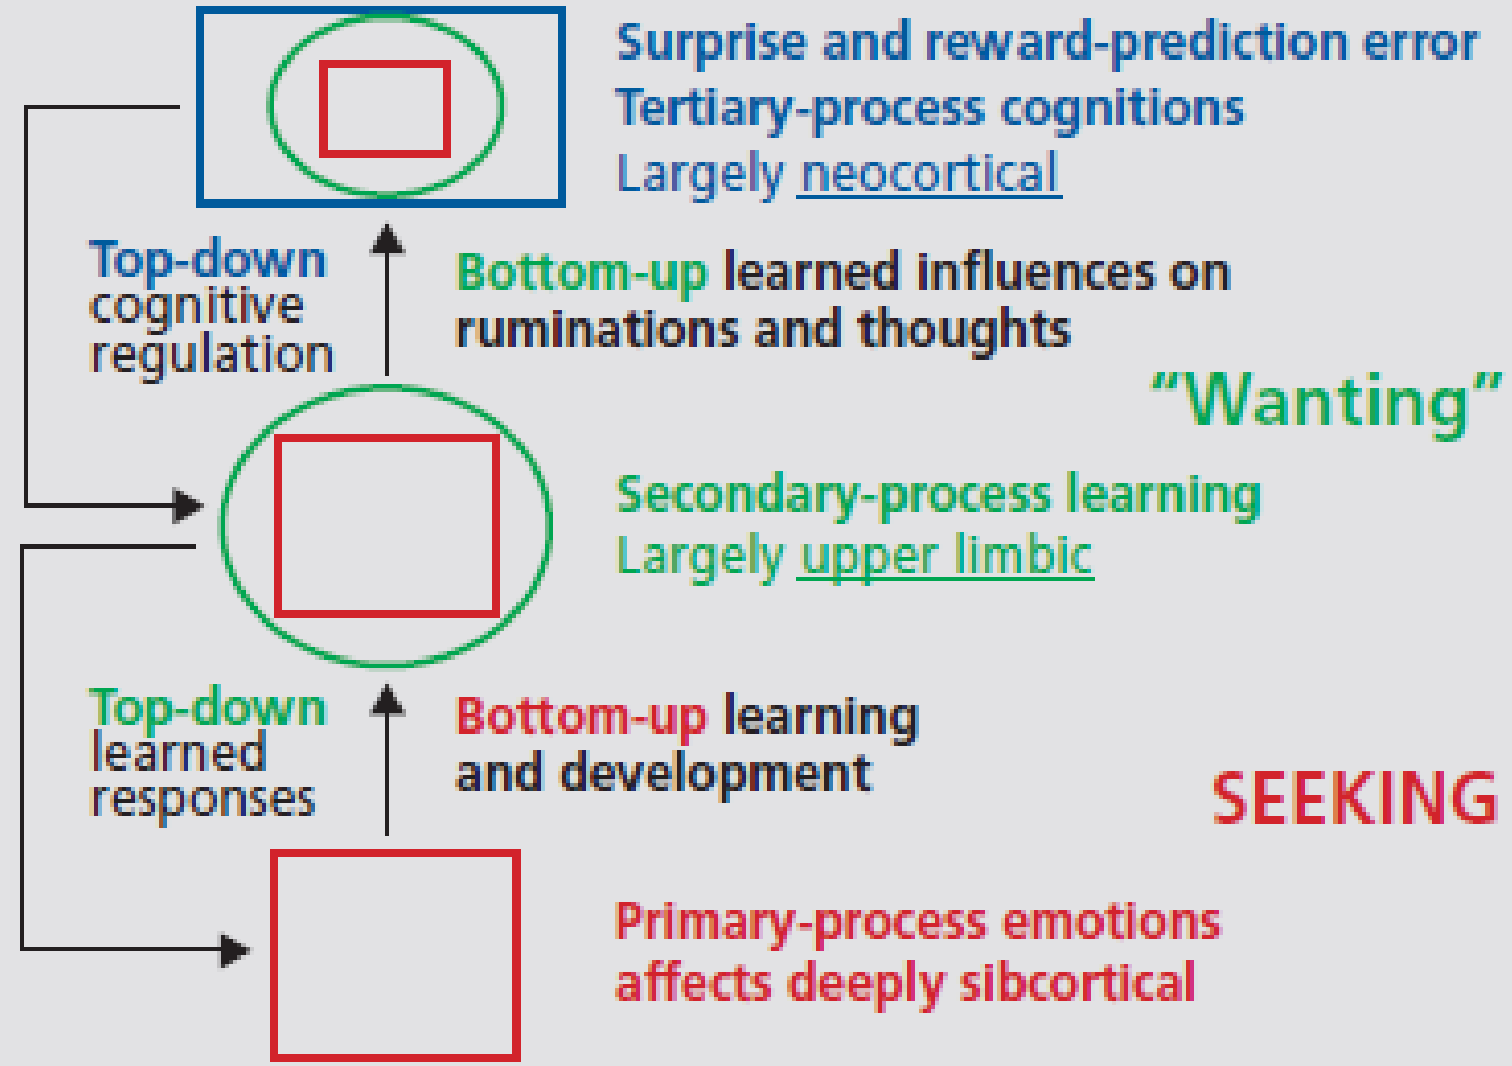 Surprise and reward-prediction error
Tertiary-process cognitions
Largely neocortical
Top-down
cognitive
regulation
Bottom-up learned influences on
ruminations and thoughts
“Wanting”
Secondary-process learning
Largely upper limbic
Top-down
learned
responses
Bottom-up learning
and development
SEEKING
Primary-process emotions
affects deeply sibcortical